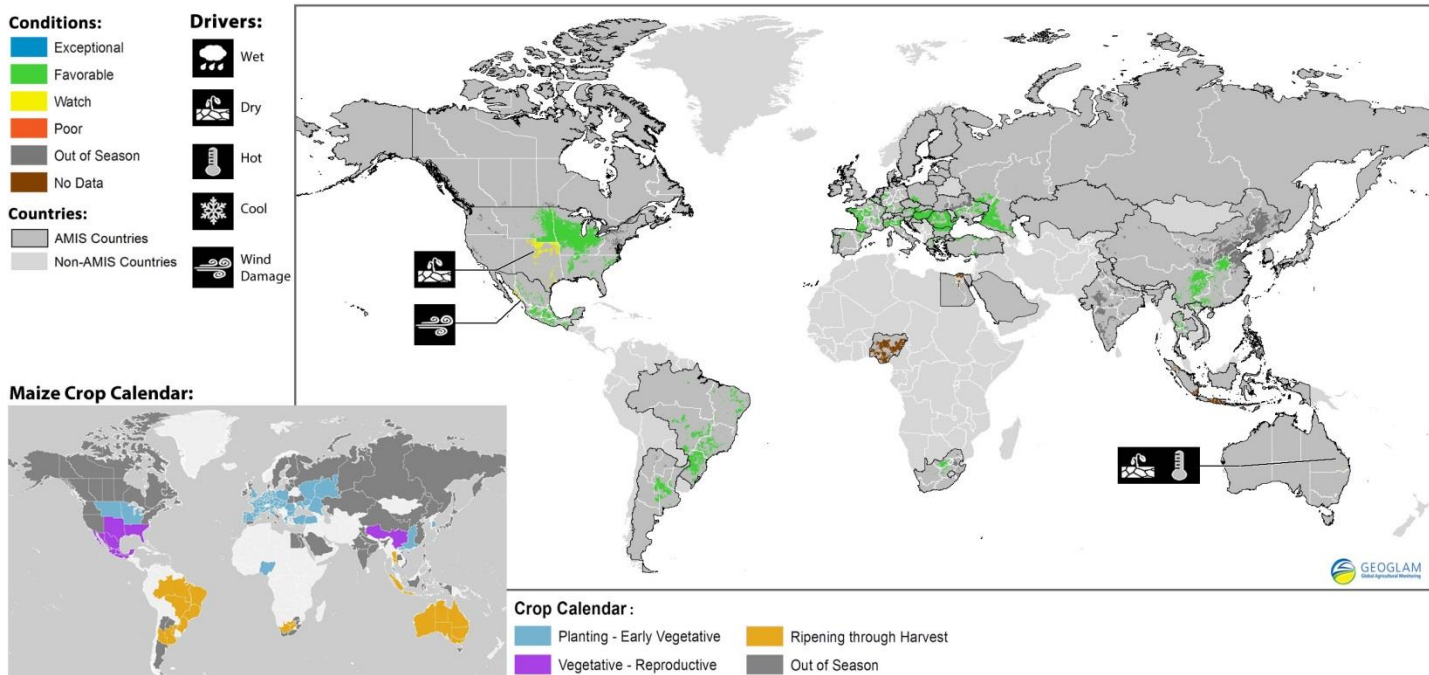 Conditions:
Exceptional
Favorable
Watch
Poor
Out of Season
No Data
Countries:
AMIS Countries
Non-AMIS Countries
Drivers:
Wet
Dry
Hot
Cool
Wind
Damage
Maize Crop Calendar:
GEOGLAM
Global Agricultural Monitoring
Crop Calendar :
Planting - Early Vegetative
Vegetative - Reproductive
Ripening through Harvest
Out of Season